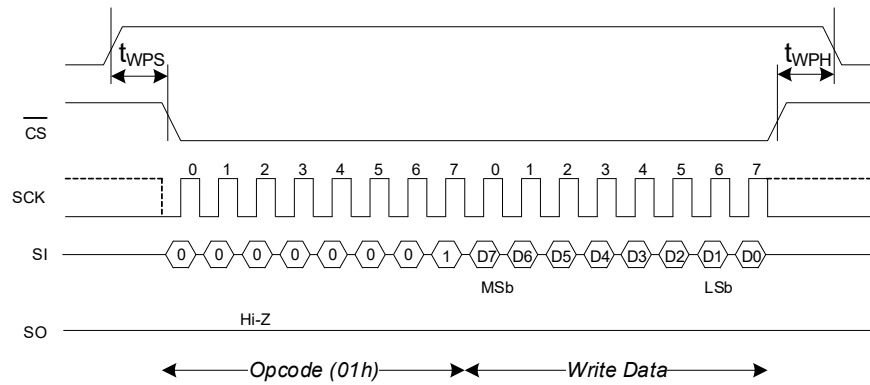 tWPS tWPH
CS
0 1 2 3 4 5 6 7 0 1 2 3 4 5 6 7
SCK
SI 0 0 0 0 0 0 0 1 D7 D6 D5 D4 D3 D2 D1 D0
MSb LSb
Hi-Z
SO
Opcode (01h) Write Data